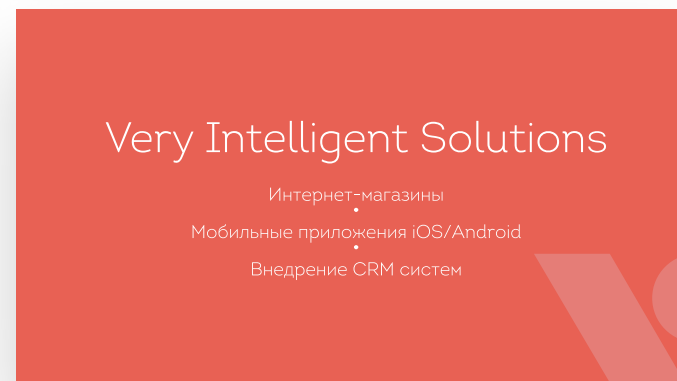 Very Intelligent Solutions
Интернет-магазины
•
Мобильные приложения iOS/Android
•
Внедрение CRM систем